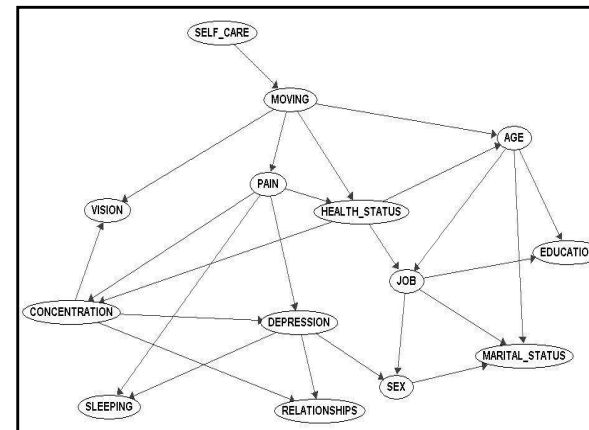 SELF_CARE
MOVING
AGE
PAIN
VISION
HEALTH_STATUS
EDUCATIO
JOB
CONCENTRATION
DEPRESSION
MARITAL_STATUS
SEX
SLEEPING
RELATIONSHIPS